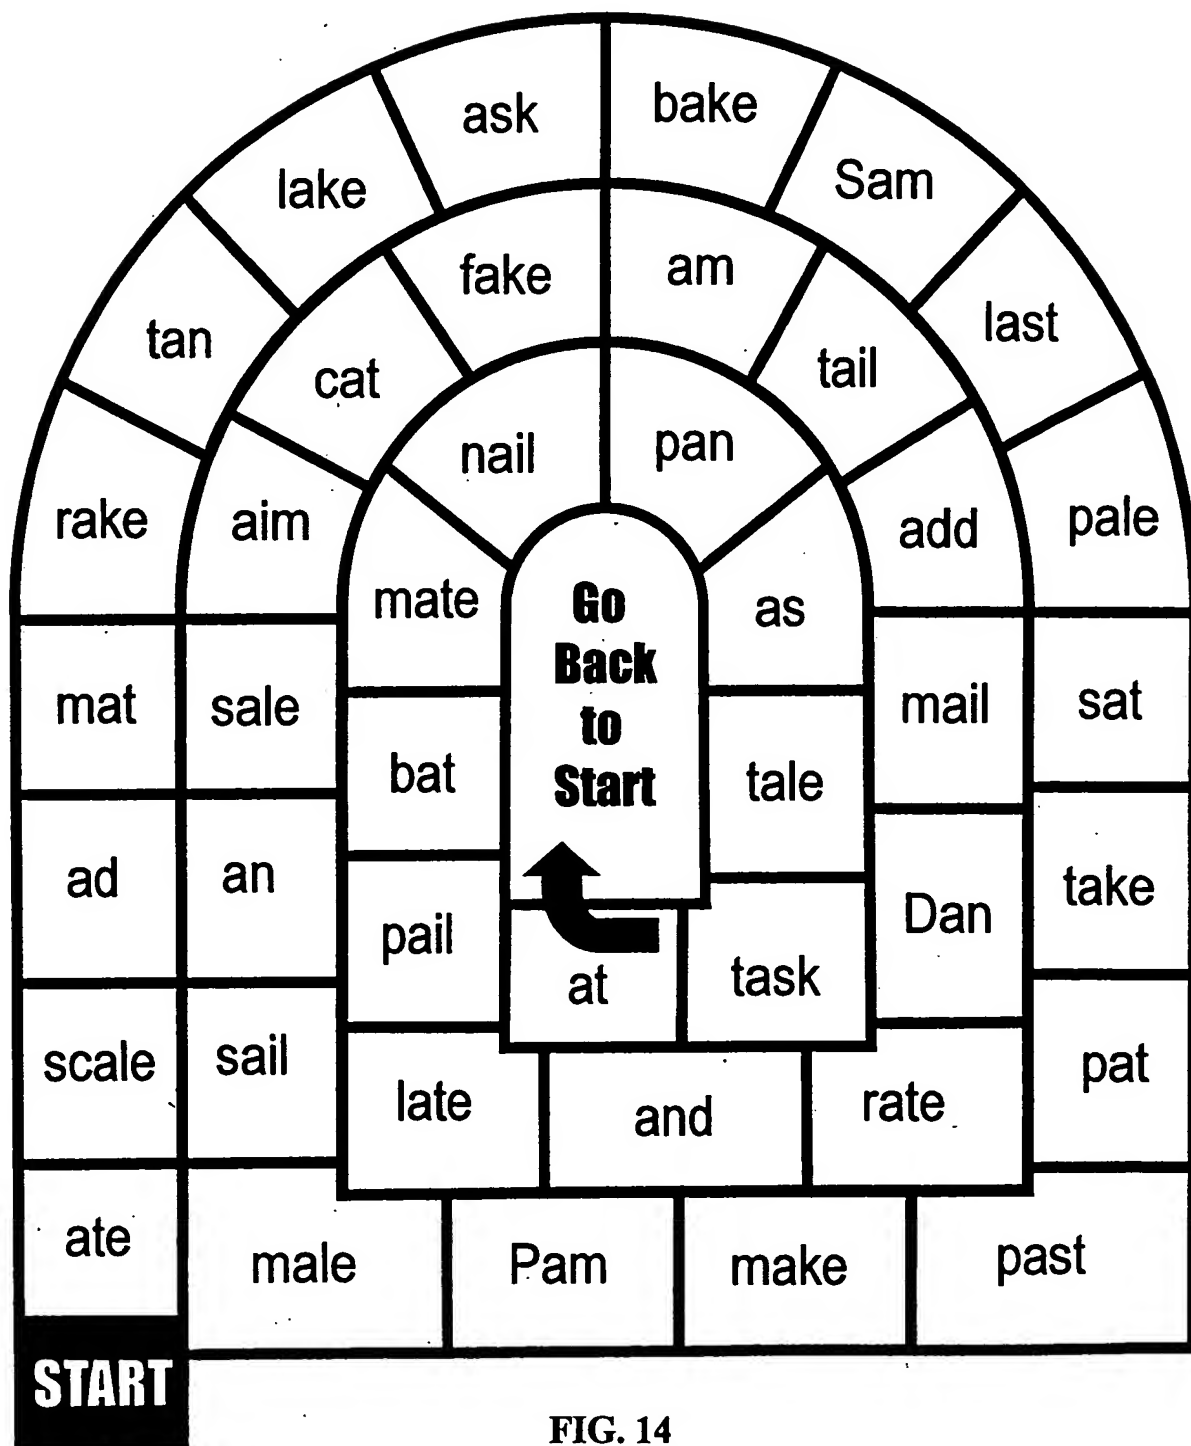 START
ate
scale
ad
mat
rake
tan
lake
ask
bake
Sam
last
pale
sat
take
pat
past
make
Pam
male
sail
an
sale
aim
cat
fake
am
tail
add
mail
Dan
rate
and
late
pail
bat
mate
nail
pan
as
tale
task
at
Go
Back
to
Start
FIG. 14